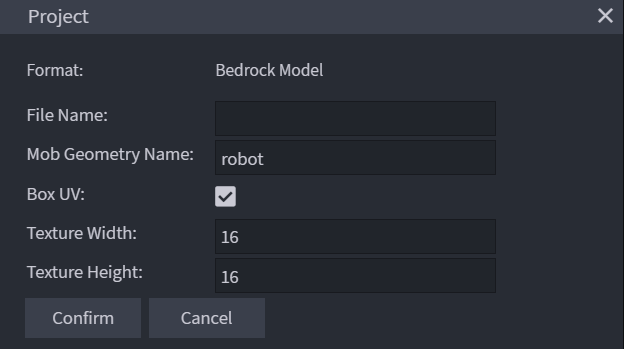 Project
Format: Bedrock Model
File Name:
Mob Geometry Name: robot
Box UV:
Texture Width: 16
Texture Height: 16
Confirm Cancel